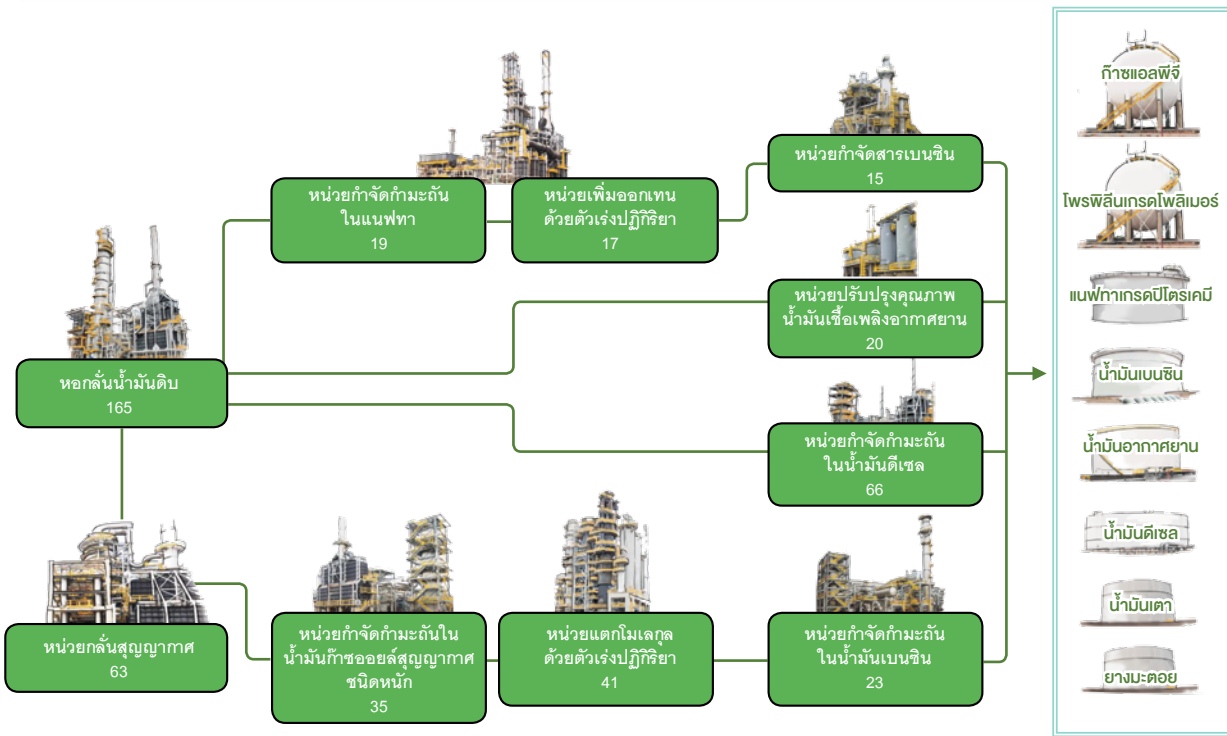 หน่วยกำจัดสารเบนซิน
15
หน่วยกำจัดกำมะถัน
ในแนฟทา
19
หน่วยเพิ่มออกเทน
ด้วยตัวเร่งปฏิกิริยา
17
หน่วยปรับปรุงคุณภาพ
น้ำมันเชื้อเพลิงอากาศยาน
20
หอกลั่นน้ำมันดิบ
165
หน่วยกำจัดกำมะถัน
ในน้ำมันดีเซล
66
หน่วยกลั่นสุญญากาศ
63
หน่วยกำจัดกำมะถันใน
น้ำมันก๊าซออยล์สุญญากาศ
ชนิดหนัก
35
หน่วยแตกโมเลกุล
ด้วยตัวเร่งปฏิกิริยา
41
หน่วยกำจัดกำมะถัน
ในน้ำมันเบนซิน
23
ก๊าซแอลพีจี
โพรพิลีนเกรดโพลิเมอร์
แนฟทาเกรดปิโตรเคมี
น้ำมันเบนซิน
น้ำมันอากาศยาน
น้ำมันดีเซล
น้ำมันเตา
ยางมะตอย